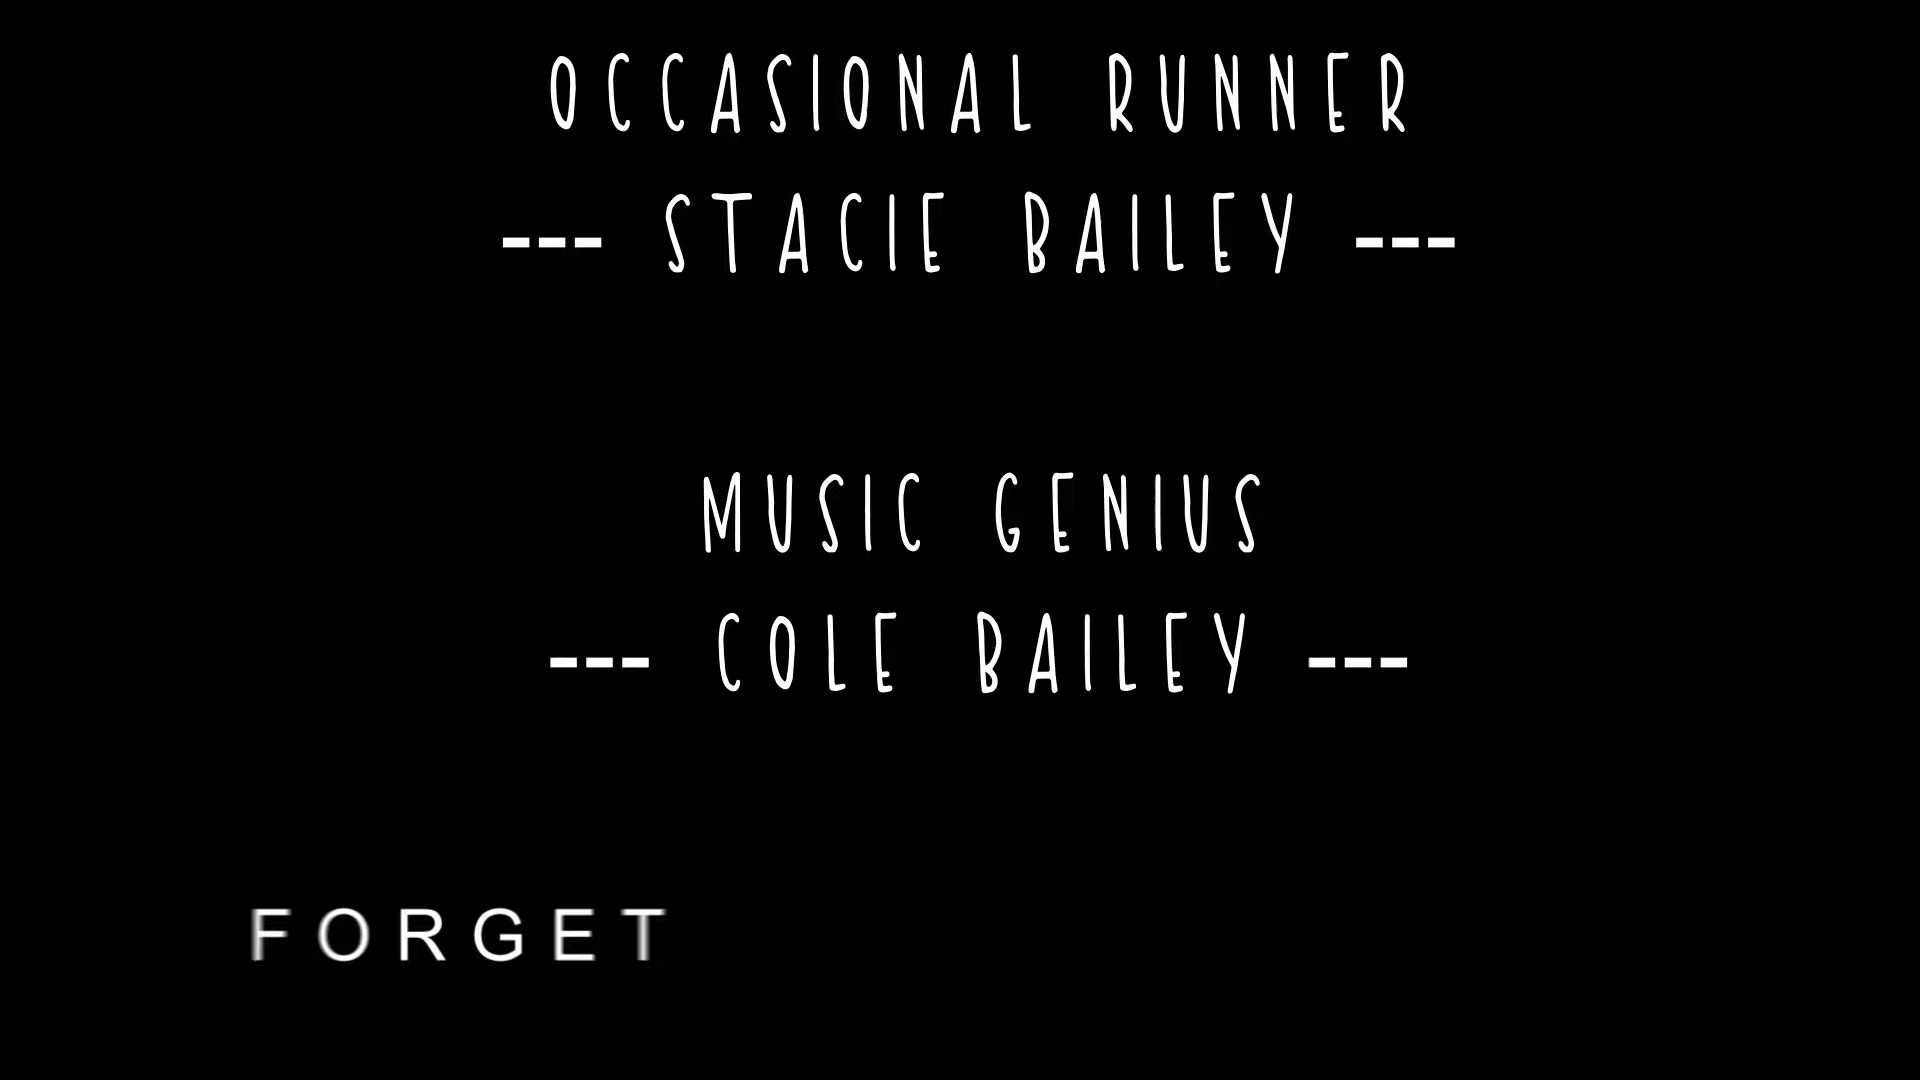 OCCASIONAL RUNNER
--- STACIE BAILEY ---
MUSIC GENIUS
--- COLE BAILEY ---
FORGET